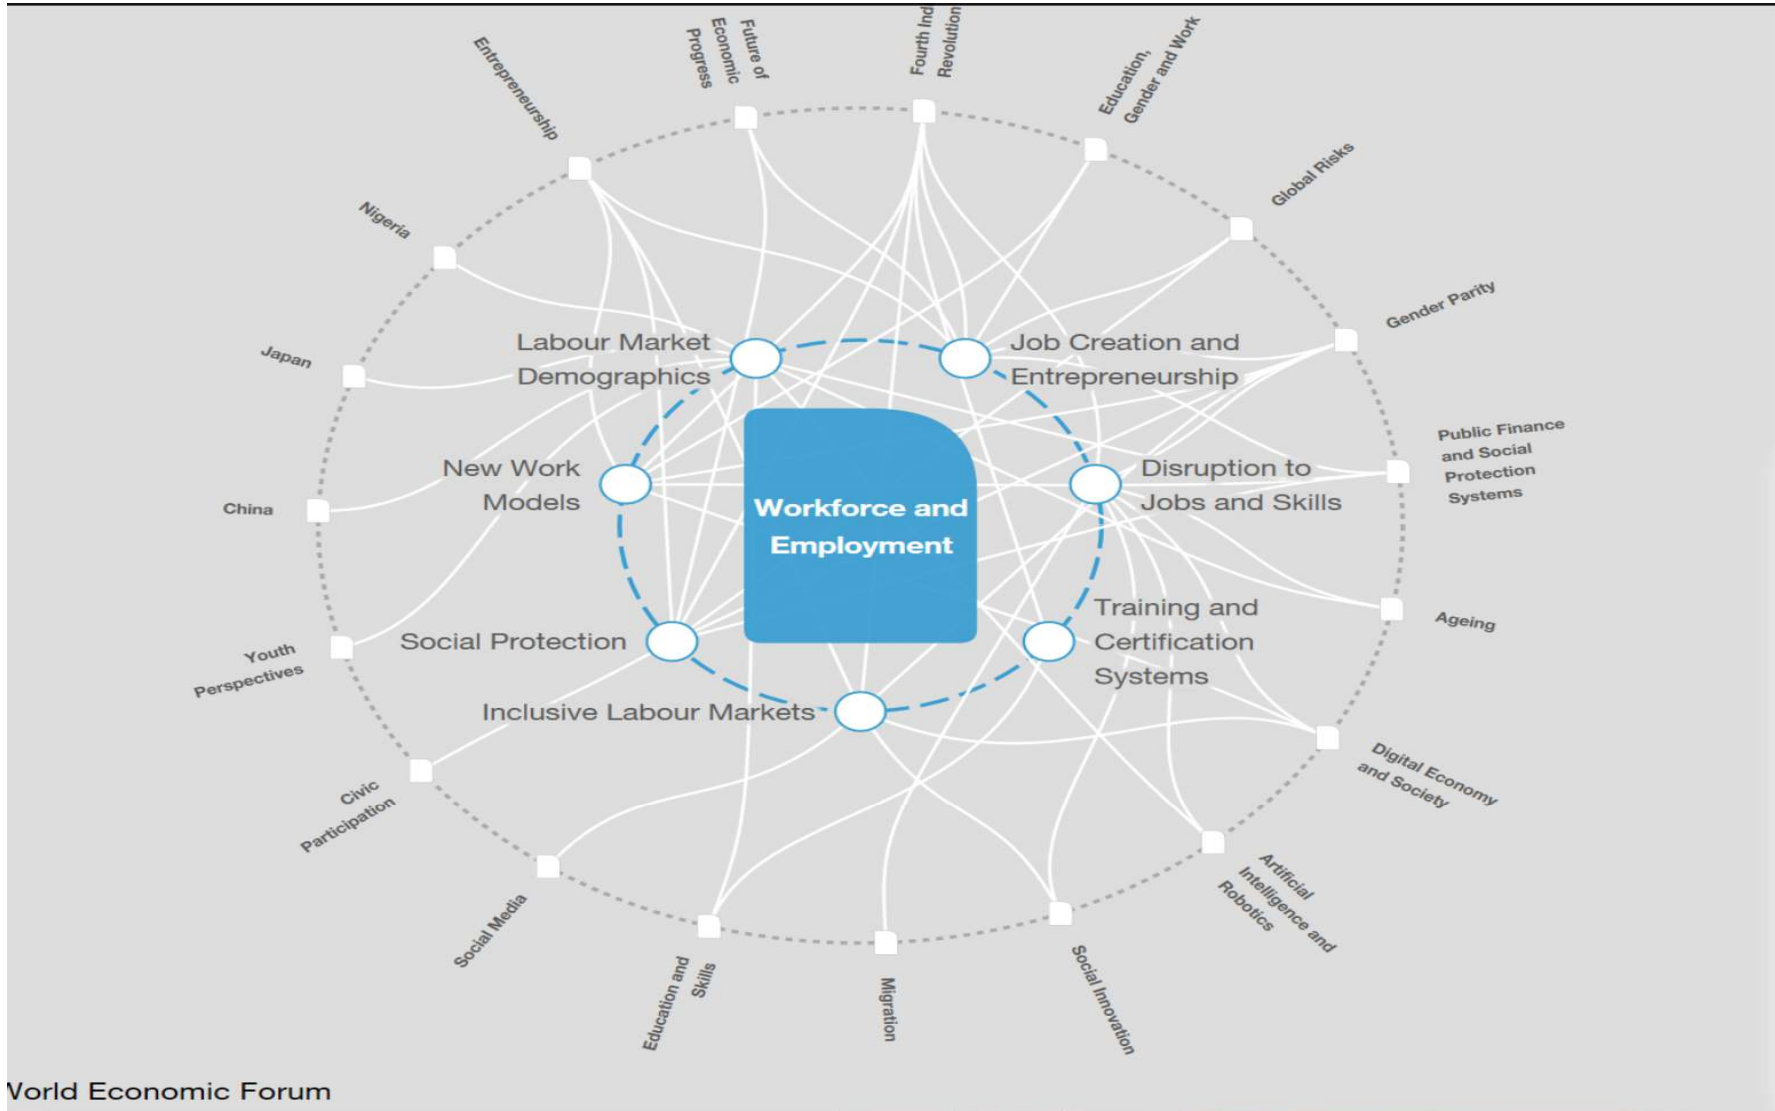 Entrepreneurship
Future of
Economic
Progress
Fourth Ind
Revolution
Education,
Gender and Work
Global Risks
Nigeria
Gender Parity
Japan
Labour Market
Demographics
Job Creation and
Entrepreneurship
Public Finance
and Social
Protection
Systems
New Work
Models
Disruption to
Jobs and Skills
China
Workforce and
Employment
Training and
Certification
Systems
Ageing
Social Protection
Youth
Perspectives
Inclusive Labour Markets
Digital Economy
and Society
Civic
Participation
Artificial
Intelligence and
Robotics
Social Media
Education and
Skills
Migration
Social Innovation
World Economic Forum